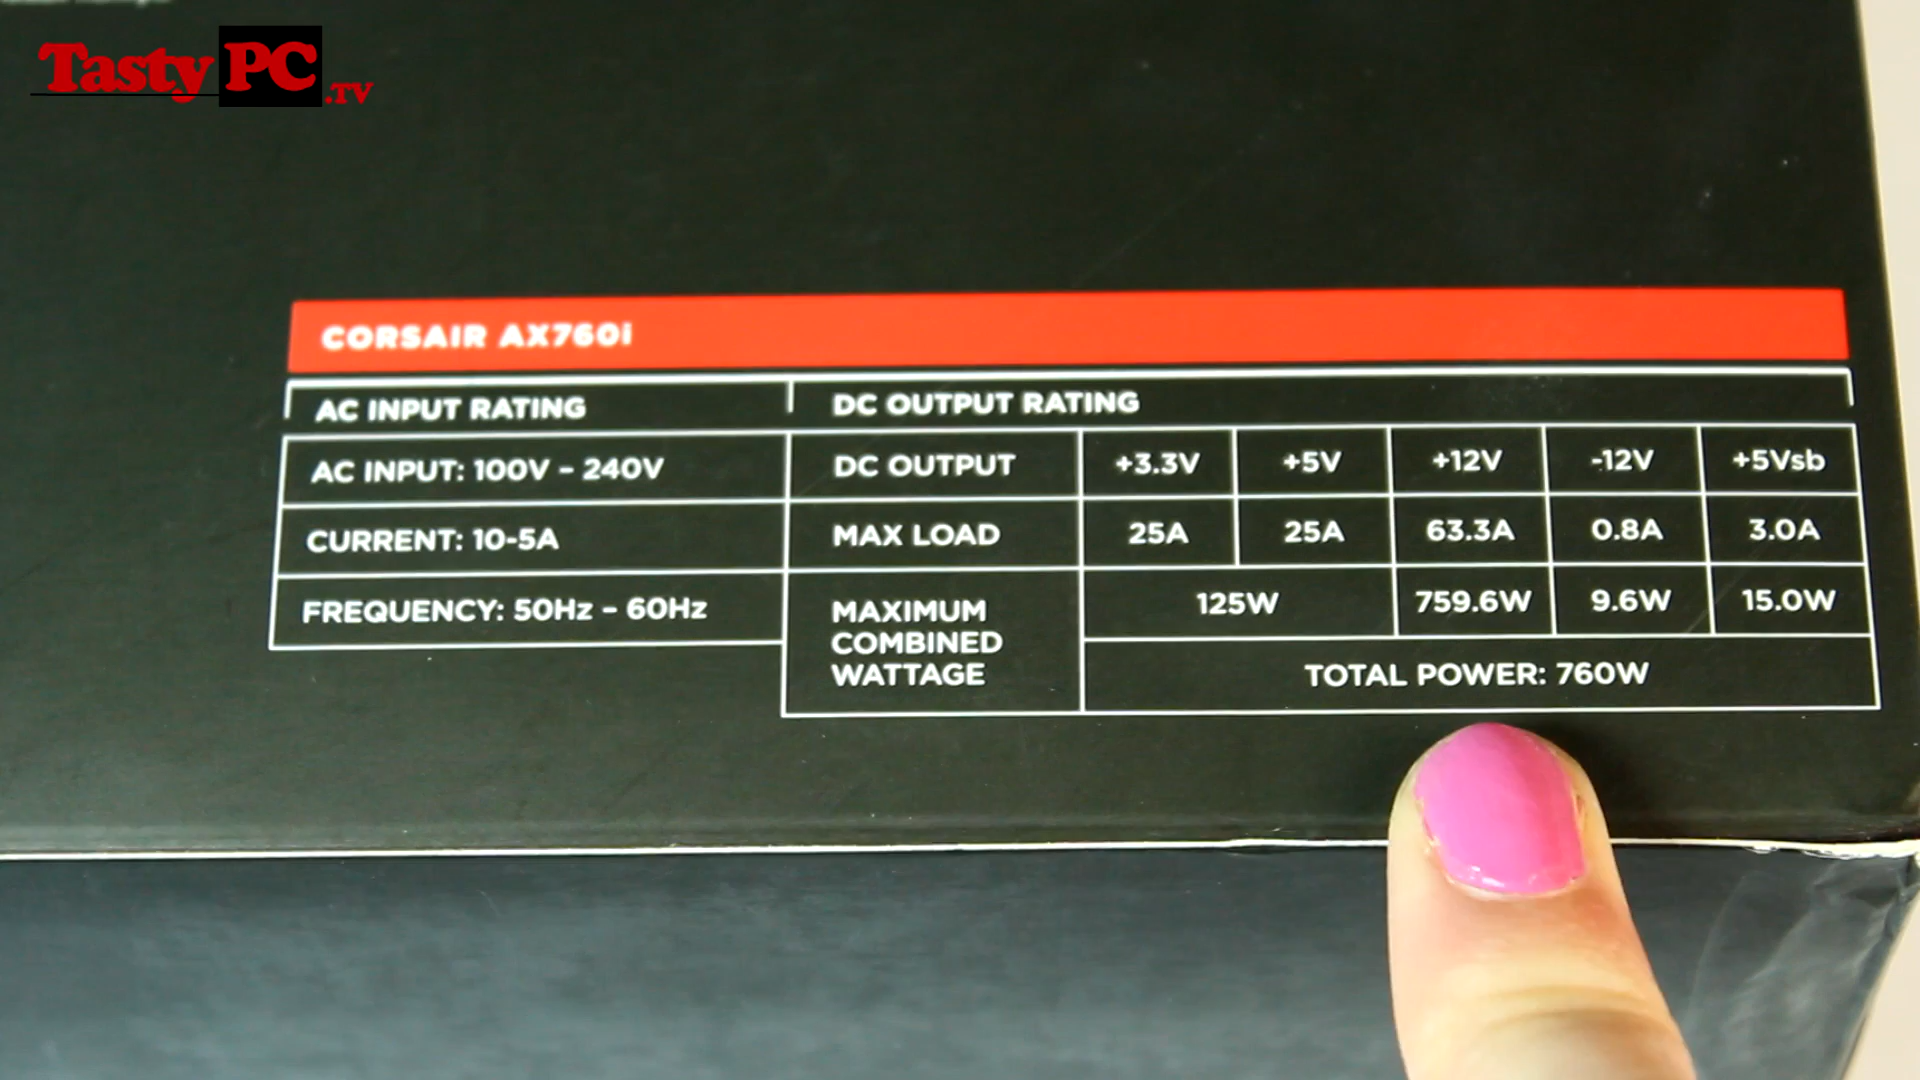 TastyPC.TV
CORSAIR AX760i
AC INPUT RATING
DC OUTPUT RATING
AC INPUT: 100V - 240V
DC OUTPUT +3.3V +5V +12V -12V +5Vsb
CURRENT: 10-5A
MAX LOAD 25A 25A 63.3A 0.8A 3.0A
FREQUENCY: 50Hz - 60Hz
MAXIMUM
COMBINED
WATTAGE
125W 759.6W 9.6W 15.0W
TOTAL POWER: 760W